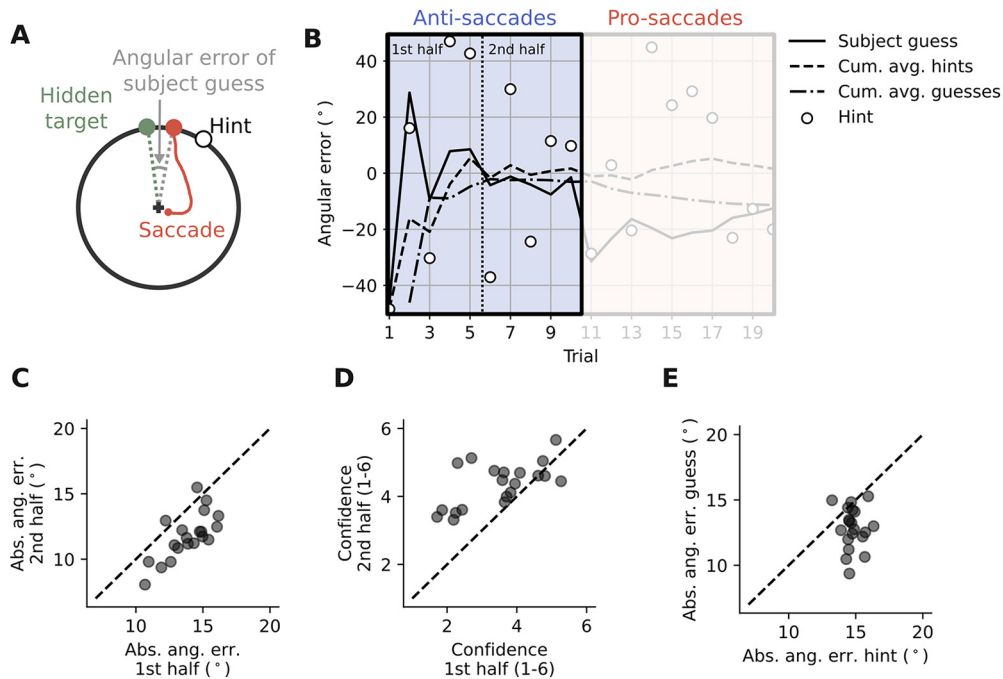 A
Angular error of
subject guess
Hidden
target
Hint
Saccade
B
Anti-saccades
Pro-saccades
1st half
2nd half
Angular error (°)
40
20
0
−20
−40
1
3
5
7
9
11
13
15
17
19
Trial
Subject guess
Cum. avg. hints
Cum. avg. guesses
Hint
C
Abs. ang. err.
2nd half (°)
20
15
10
10
15
20
Abs. ang. err.
1st half (°)
D
Confidence
2nd half (1-6)
6
4
2
2
4
6
Confidence
1st half (1-6)
E
Abs. ang. err. guess (°)
20
15
10
10
15
20
Abs. ang. err. hint (°)